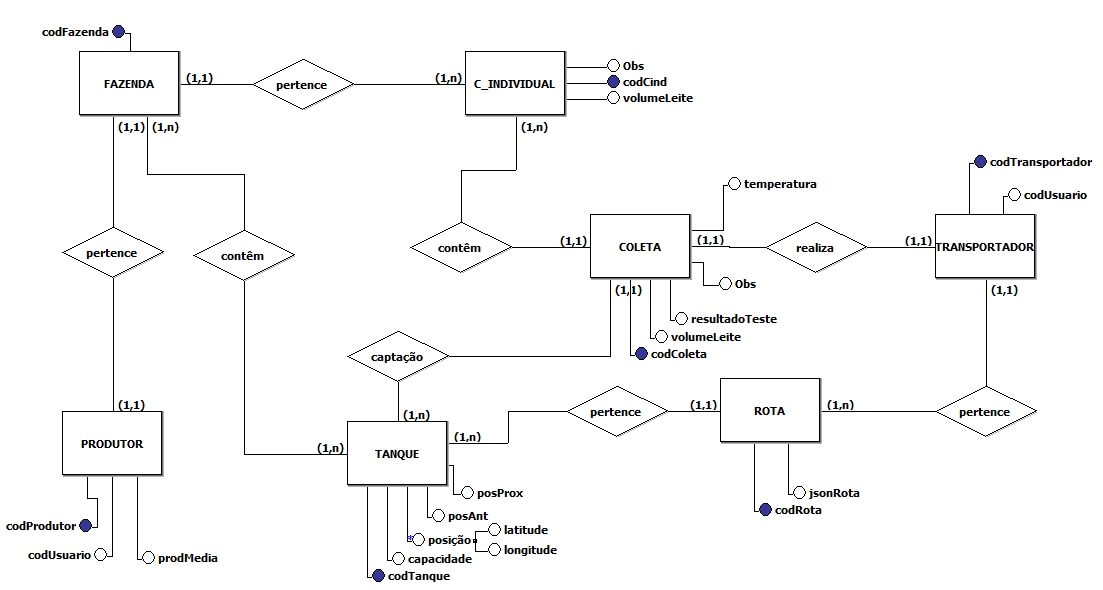 codFazenda
FAZENDA
(1,1)
pertence
(1,n)
C_INDIVIDUAL
Obs
codCind
volumeLeite
(1,1)
(1,n)
(1,n)
codTransportador
codUsuario
temperatura
pertence
contêm
contêm
(1,1)
COLETA
(1,1)
realiza
(1,1)
TRANSPORTADOR
Obs
(1,1)
(1,1)
resultadoTeste
volumeLeite
codColeta
captação
(1,1)
(1,n)
PRODUTOR
(1,n)
TANQUE
(1,n)
pertence
(1,1)
ROTA
(1,n)
pertence
posProx
jsonRota
codRota
posAnt
codProdutor
posição
latitude
longitude
codUsuario
prodMedia
capacidade
codTanque